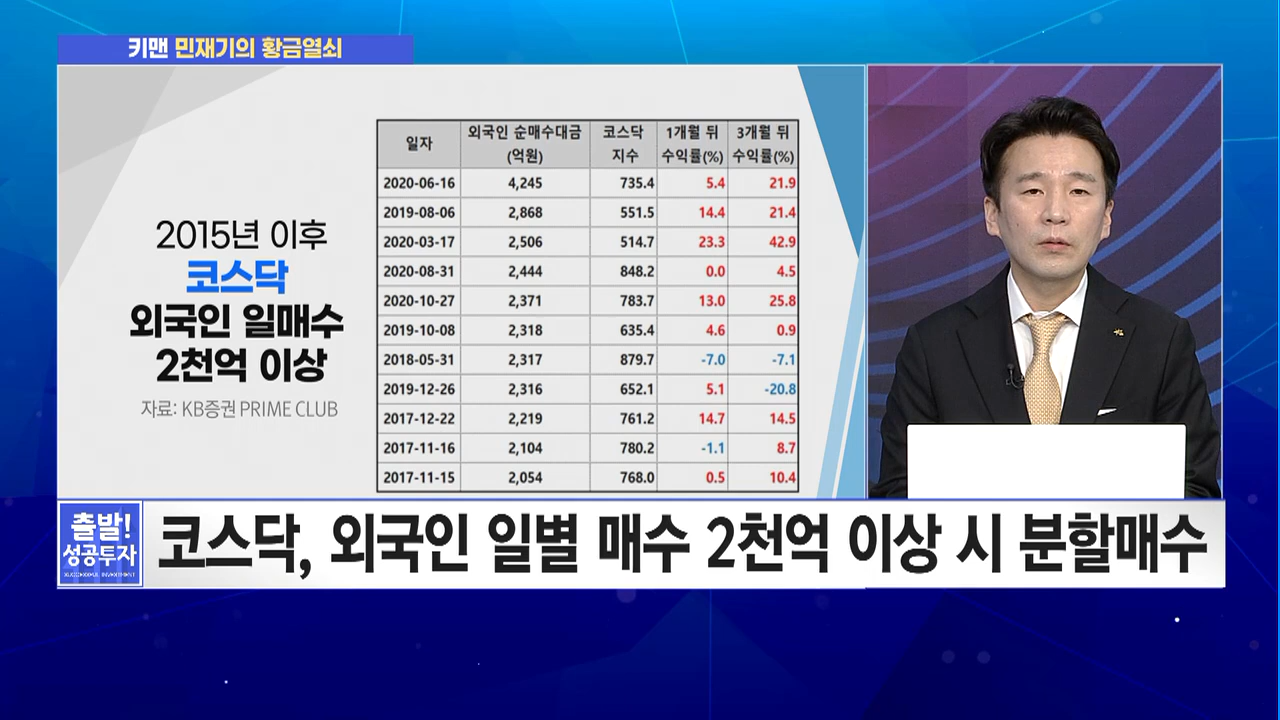 키맨 민재기의 황금열쇠
2015년 이후
코스닥
외국인 일매수
2천억 이상
자료: KB증권 PRIME CLUB
일자 외국인 순매수대금 (억원) 코스닥 지수 1개월 뒤 수익률(%) 3개월 뒤 수익률(%)
2020-06-16 4,245 735.4 5.4 21.9
2019-08-06 2,868 551.5 14.4 21.4
2020-03-17 2,506 514.7 23.3 42.9
2020-08-31 2,444 848.2 0.0 4.5
2020-10-27 2,371 783.7 13.0 25.8
2019-10-08 2,318 635.4 4.6 0.9
2018-05-31 2,317 879.7 -7.0 -7.1
2019-12-26 2,316 652.1 5.1 -20.8
2017-12-22 2,219 761.2 14.7 14.5
2017-11-16 2,104 780.2 -1.1 8.7
2017-11-15 2,054 768.0 0.5 10.4
출발!
성공투자
코스닥, 외국인 일별 매수 2천억 이상 시 분할매수